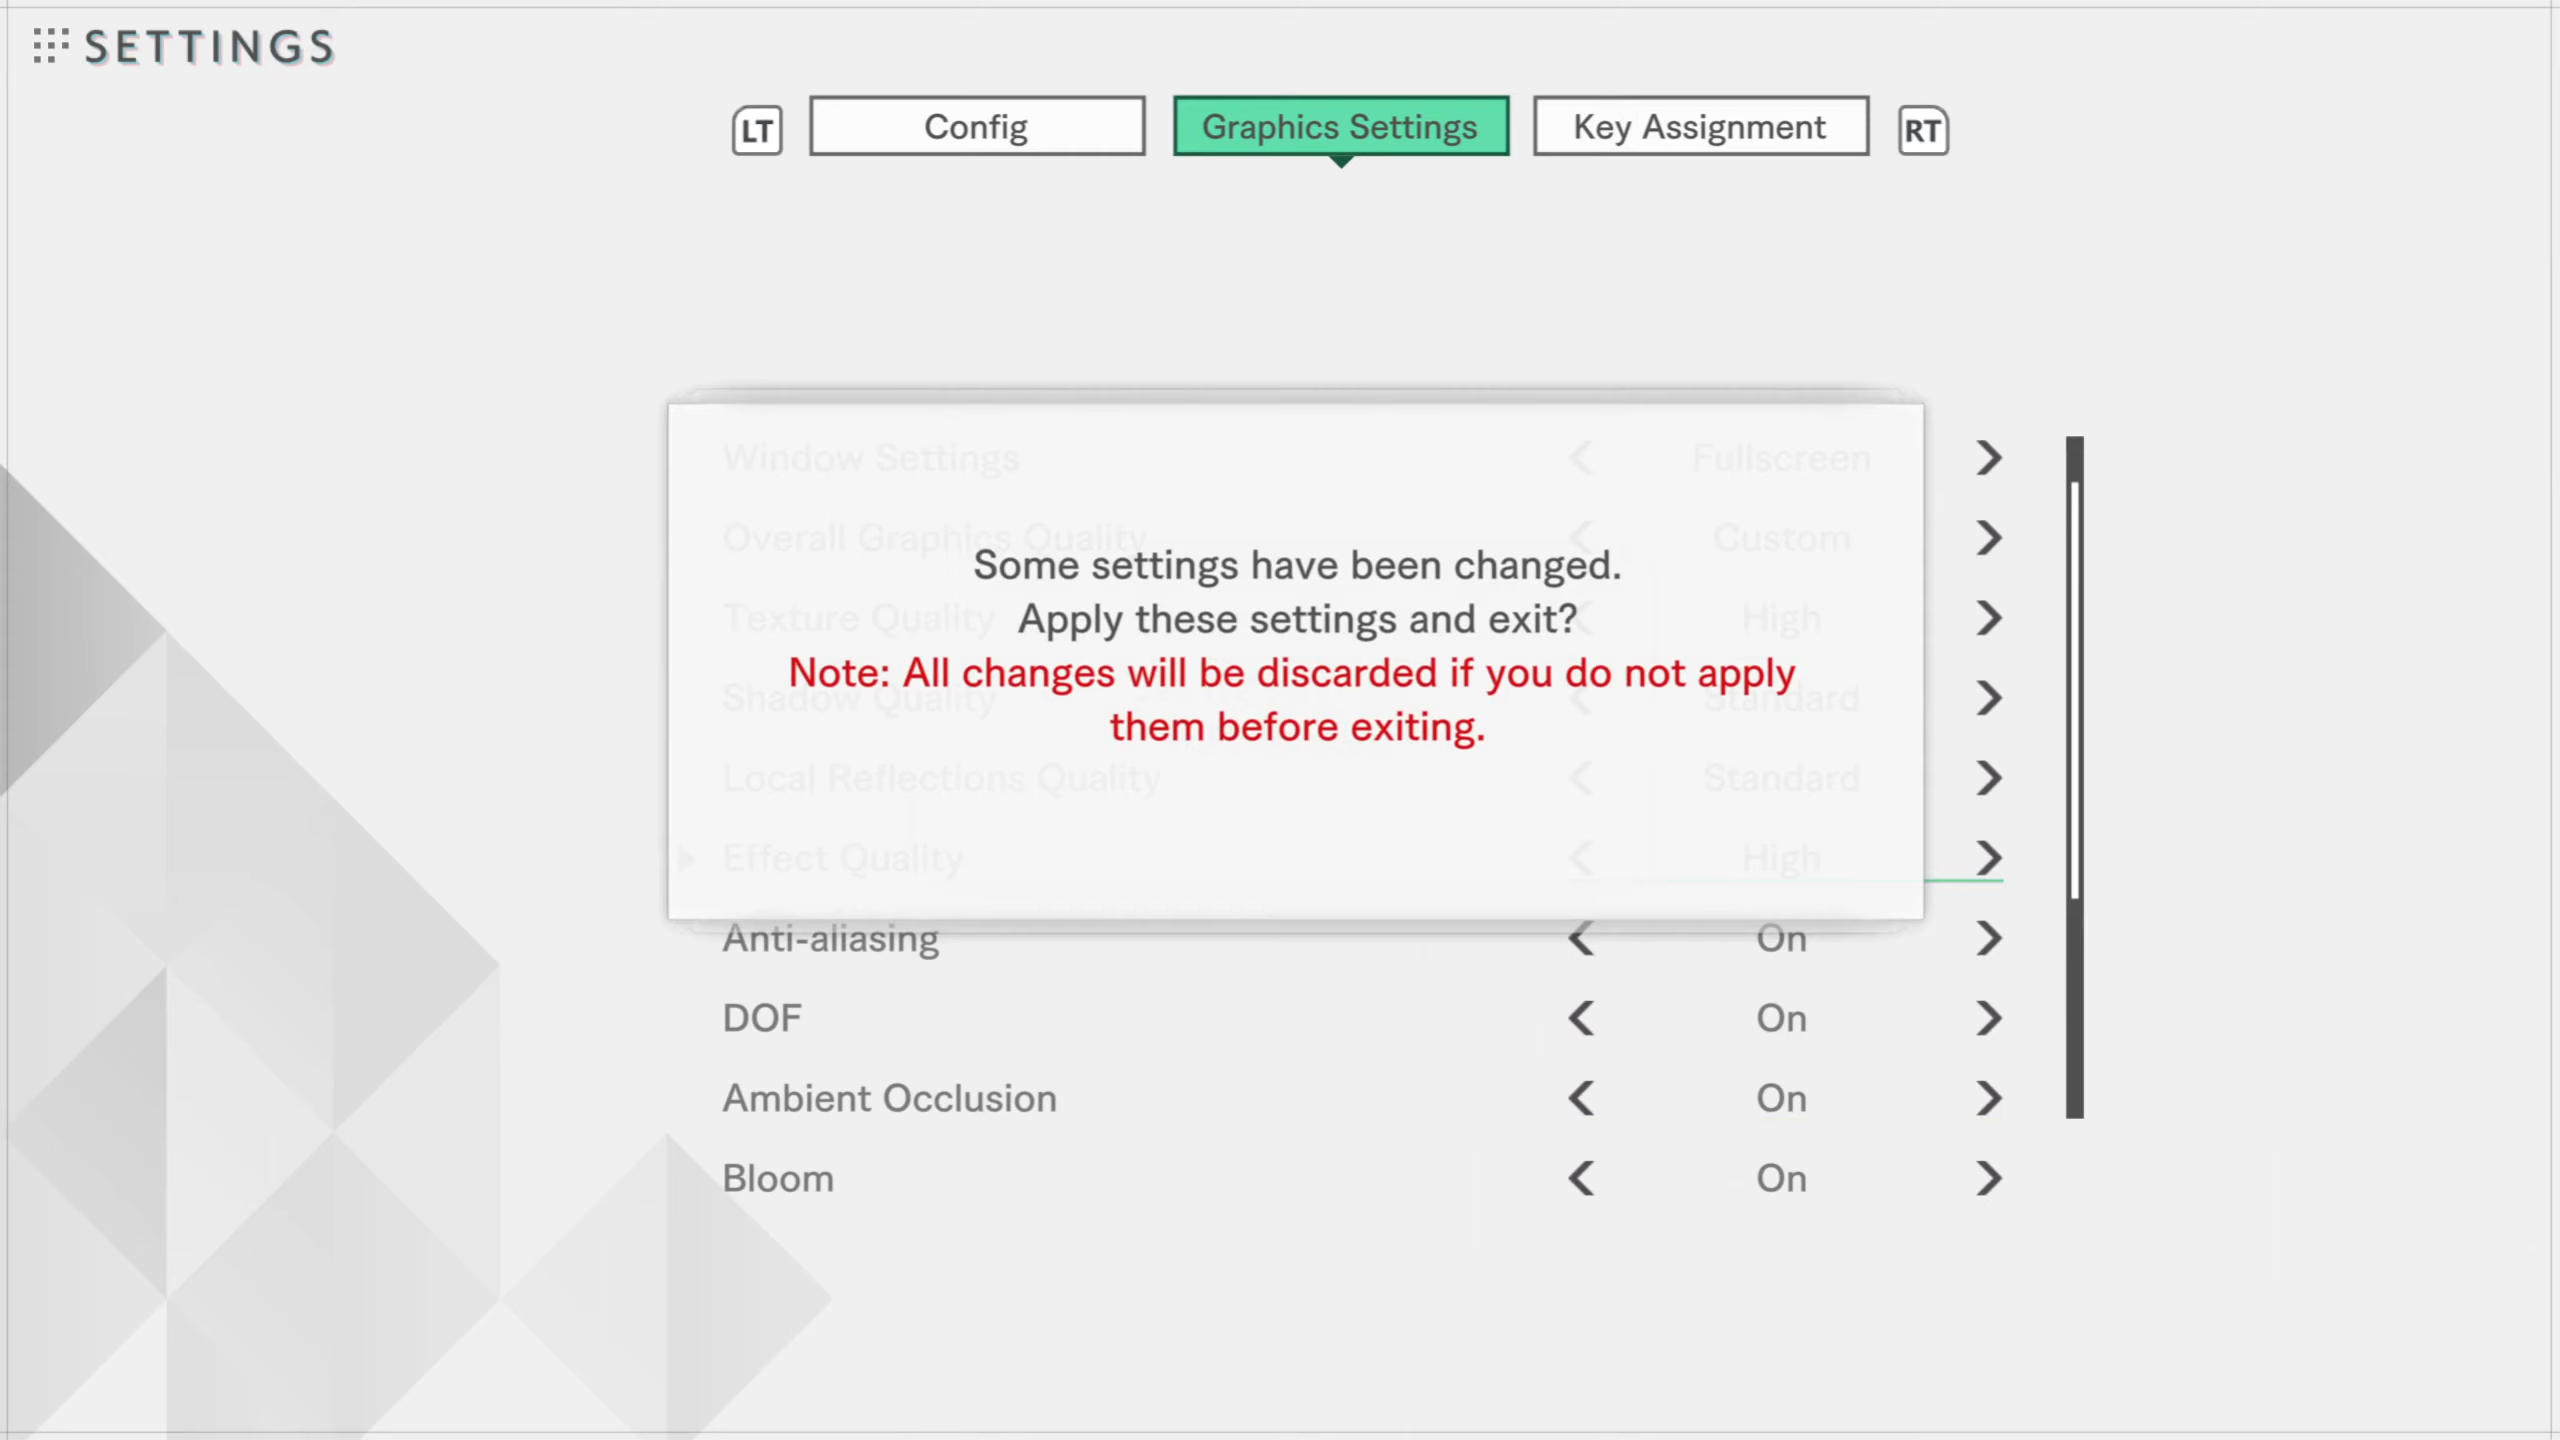 SETTINGS
LT
Config
Graphics Settings
Key Assignment
RT
Window Settings
Fullscreen
Overall Graphics Quality
Custom
Some settings have been changed.
Texture Quality
Apply these settings and exit?
High
Note: All changes will be discarded if you do not apply
Shadow Quality
Standard
them before exiting.
Local Reflections Quality
Standard
Effect Quality
High
Anti-aliasing
On
DOF
On
Ambient Occlusion
On
Bloom
On